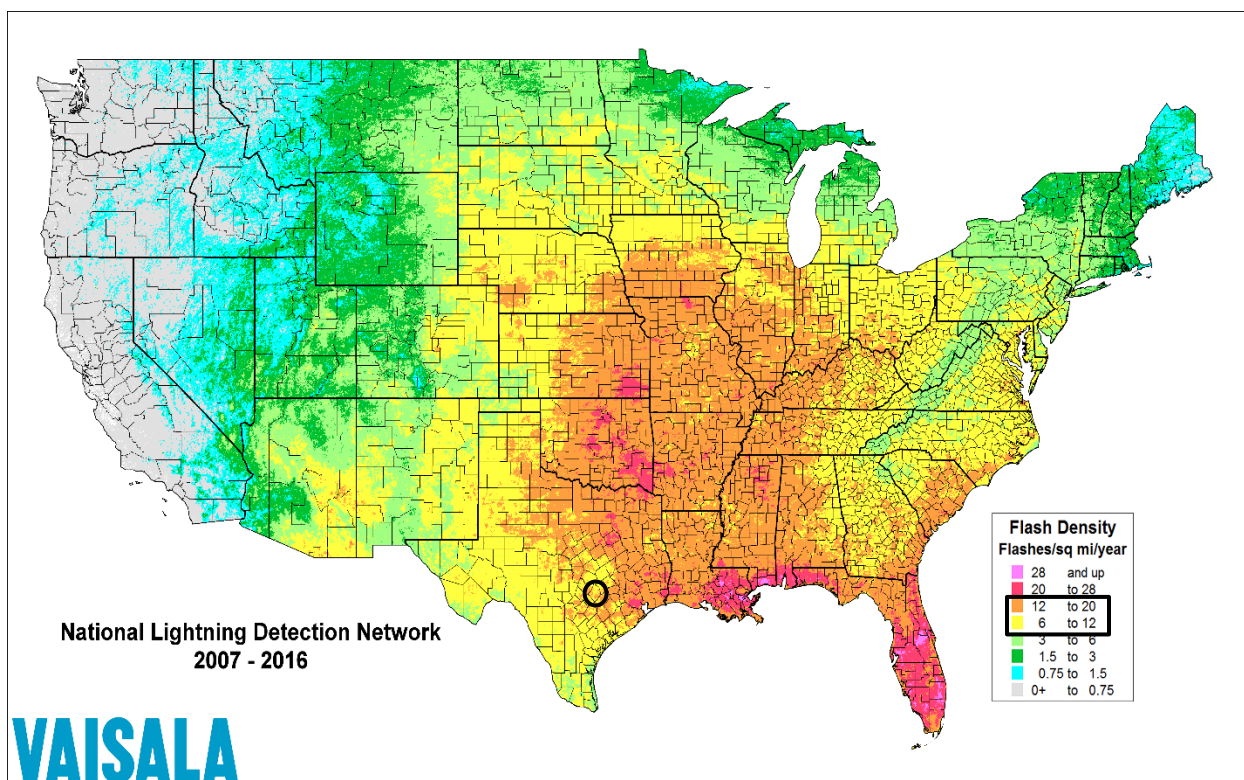 Flash Density
Flashes/sq mi/year
28 and up
20 to 28
12 to 20
6 to 12
3 to 6
1.5 to 3
0.75 to 1.5
0+ to 0.75
National Lightning Detection Network
2007 - 2016
VAISALA